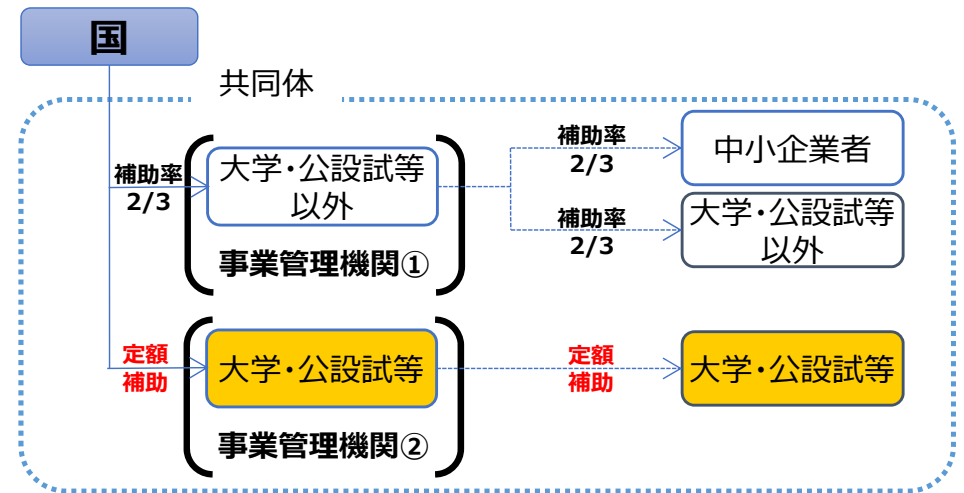 国
共同体
補助率
2/3
大学・公設試等
以外
事業管理機関①
補助率
2/3
中小企業者
補助率
2/3
大学・公設試等
以外
定額
補助
大学・公設試等
事業管理機関②
定額
補助
大学・公設試等